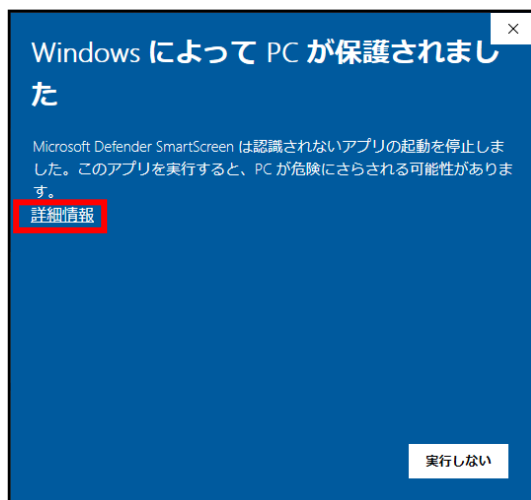 Windows によって PC が保護されまし
た
Microsoft Defender SmartScreen は認識されないアプリの起動を停止しま
した。このアプリを実行すると、PC が危険にさらされる可能性がありま
す。
詳細情報
実行しない